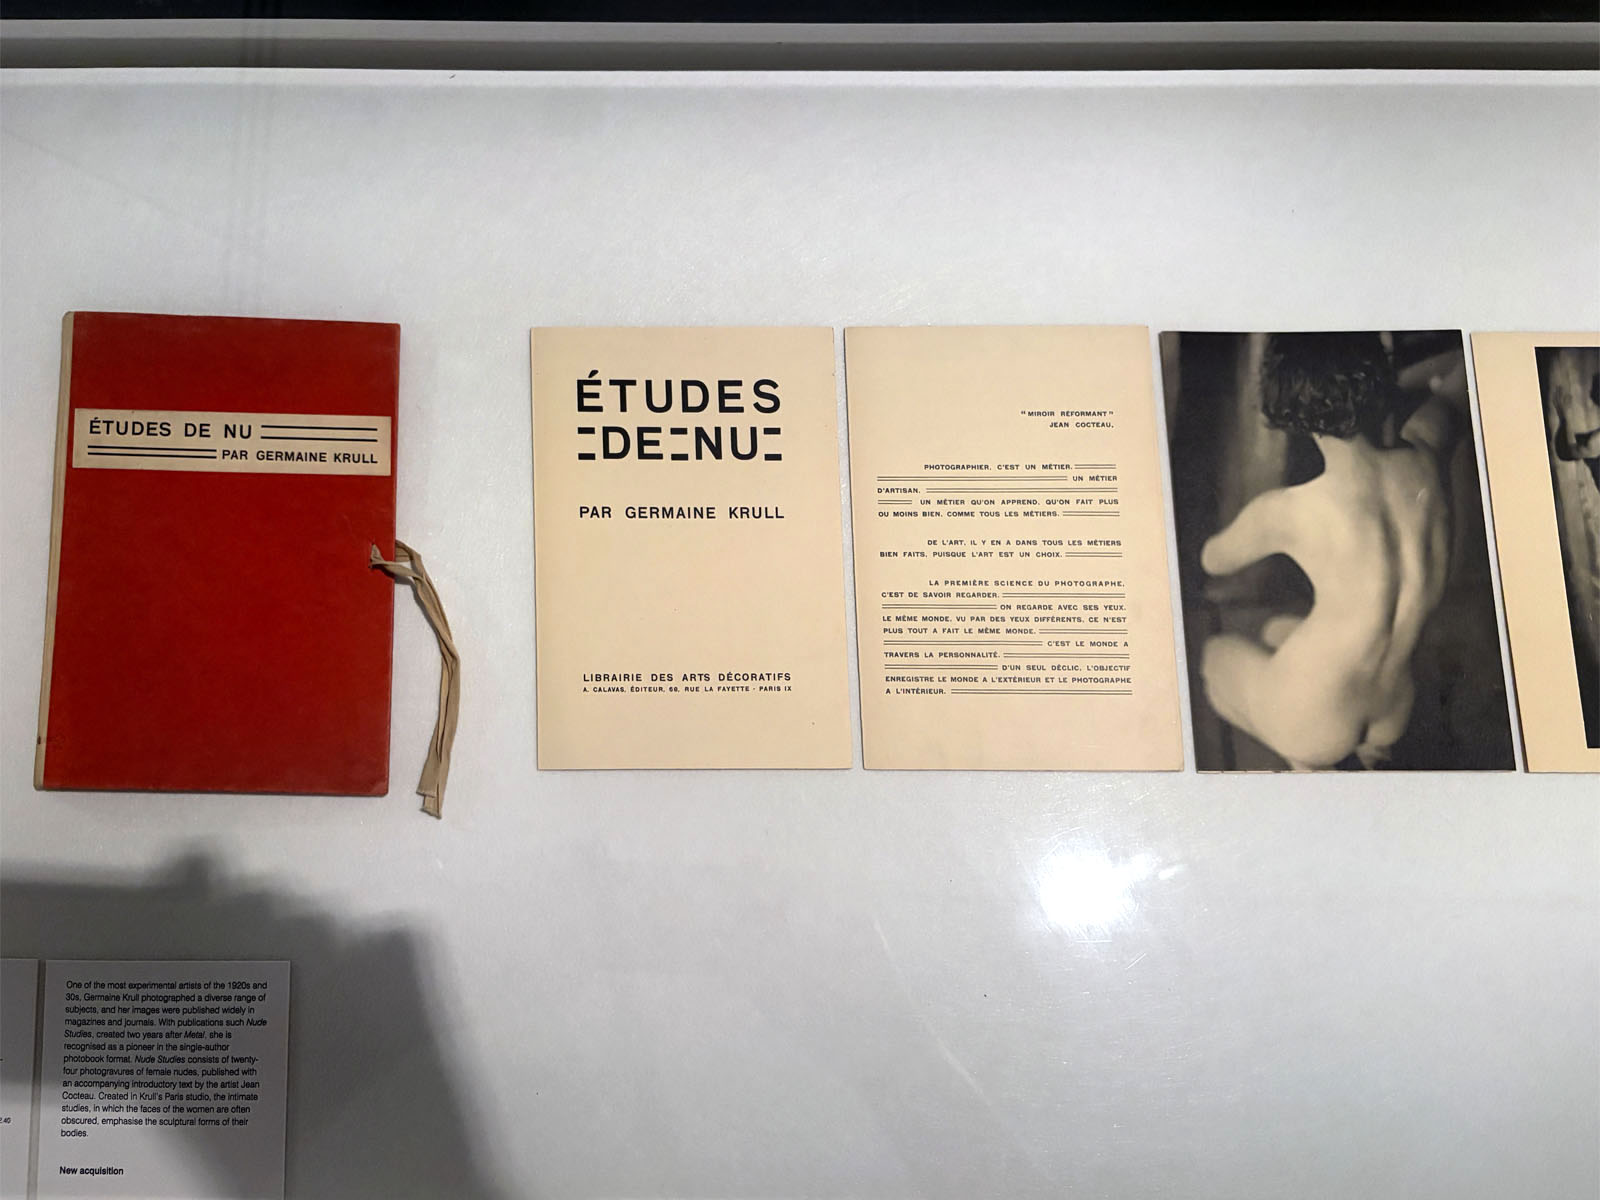 ÉTUDES DE NU
PAR GERMAINE KRULL
ÉTUDES
DE NU
PAR GERMAINE KRULL
LIBRAIRIE DES ARTS DÉCORATIFS
A. CALAVAS, ÉDITEUR, 68, RUE LA FAYETTE - PARIS IX
"MIROIR RÉFORMANT"
JEAN COCTEAU.
PHOTOGRAPHIER, C'EST UN MÉTIER.
UN MÉTIER
D'ARTISAN.
UN MÉTIER QU'ON APPREND, QU'ON FAIT PLUS
OU MOINS BIEN, COMME TOUS LES MÉTIERS.
DE L'ART, IL Y EN A DANS TOUS LES MÉTIERS
BIEN FAITS, PUISQUE L'ART EST UN CHOIX.
LA PREMIÈRE SCIENCE DU PHOTOGRAPHE,
C'EST DE SAVOIR REGARDER.
ON REGARDE AVEC SES YEUX.
LE MÊME MONDE, VU PAR DES YEUX DIFFÉRENTS, CE N'EST
PLUS TOUT A FAIT LE MÊME MONDE.
C'EST LE MONDE A
TRAVERS LA PERSONNALITÉ.
D'UN SEUL DÉCLIC, L'OBJECTIF
ENREGISTRE LE MONDE A L'EXTÉRIEUR ET LE PHOTOGRAPHE
A L'INTÉRIEUR.
One of the most experimental artists of the 1920s and
30s, Germaine Krull photographed a diverse range of
subjects, and her images were published widely in
magazines and journals. With publications such Nude
Studies, created two years after Metal, she is
recognised as a pioneer in the single-author
photobook format. Nude Studies consists of twenty-
four photogravures of female nudes, published with
an accompanying introductory text by the artist Jean
Cocteau. Created in Krull's Paris studio, the intimate
studies, in which the faces of the women are often
obscured, emphasise the sculptural forms of their
bodies.
New acquisition